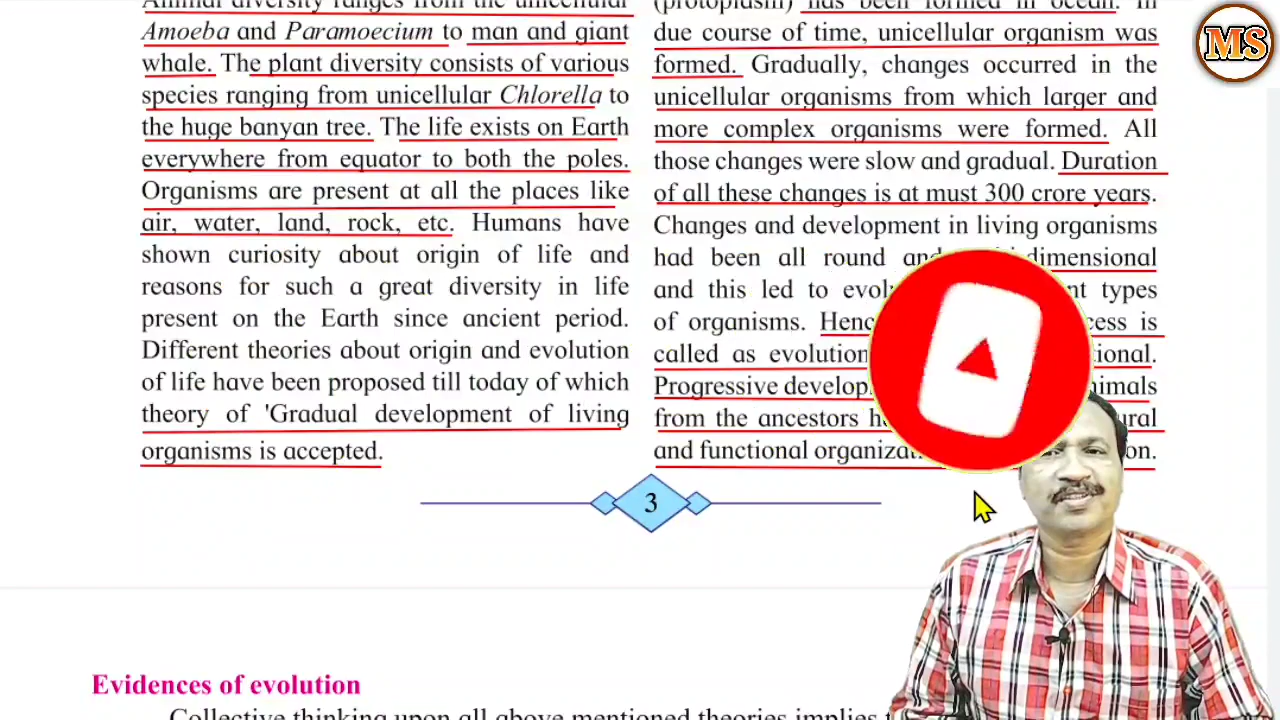 Animal diversity ranges from the unicellular
Amoeba and Paramoecium to man and giant
whale. The plant diversity consists of various
species ranging from unicellular Chlorella to
the huge banyan tree. The life exists on Earth
everywhere from equator to both the poles.
Organisms are present at all the places like
air, water, land, rock, etc. Humans have
shown curiosity about origin of life and
reasons for such a great diversity in life
present on the Earth since ancient period.
Different theories about origin and evolution
of life have been proposed till today of which
theory of 'Gradual development of living
organisms is accepted.
(protoplasm) has been formed in ocean. In
due course of time, unicellular organism was
formed. Gradually, changes occurred in the
unicellular organisms from which larger and
more complex organisms were formed. All
those changes were slow and gradual. Duration
of all these changes is at must 300 crore years.
Changes and development in living organisms
had been all round and dimensional
and this led to types
of organisms. is
called as evolution
Progressive
from the ancestors
and functional
3
Evidences of evolution
Collective thinking upon all above mentioned theories implies
MS